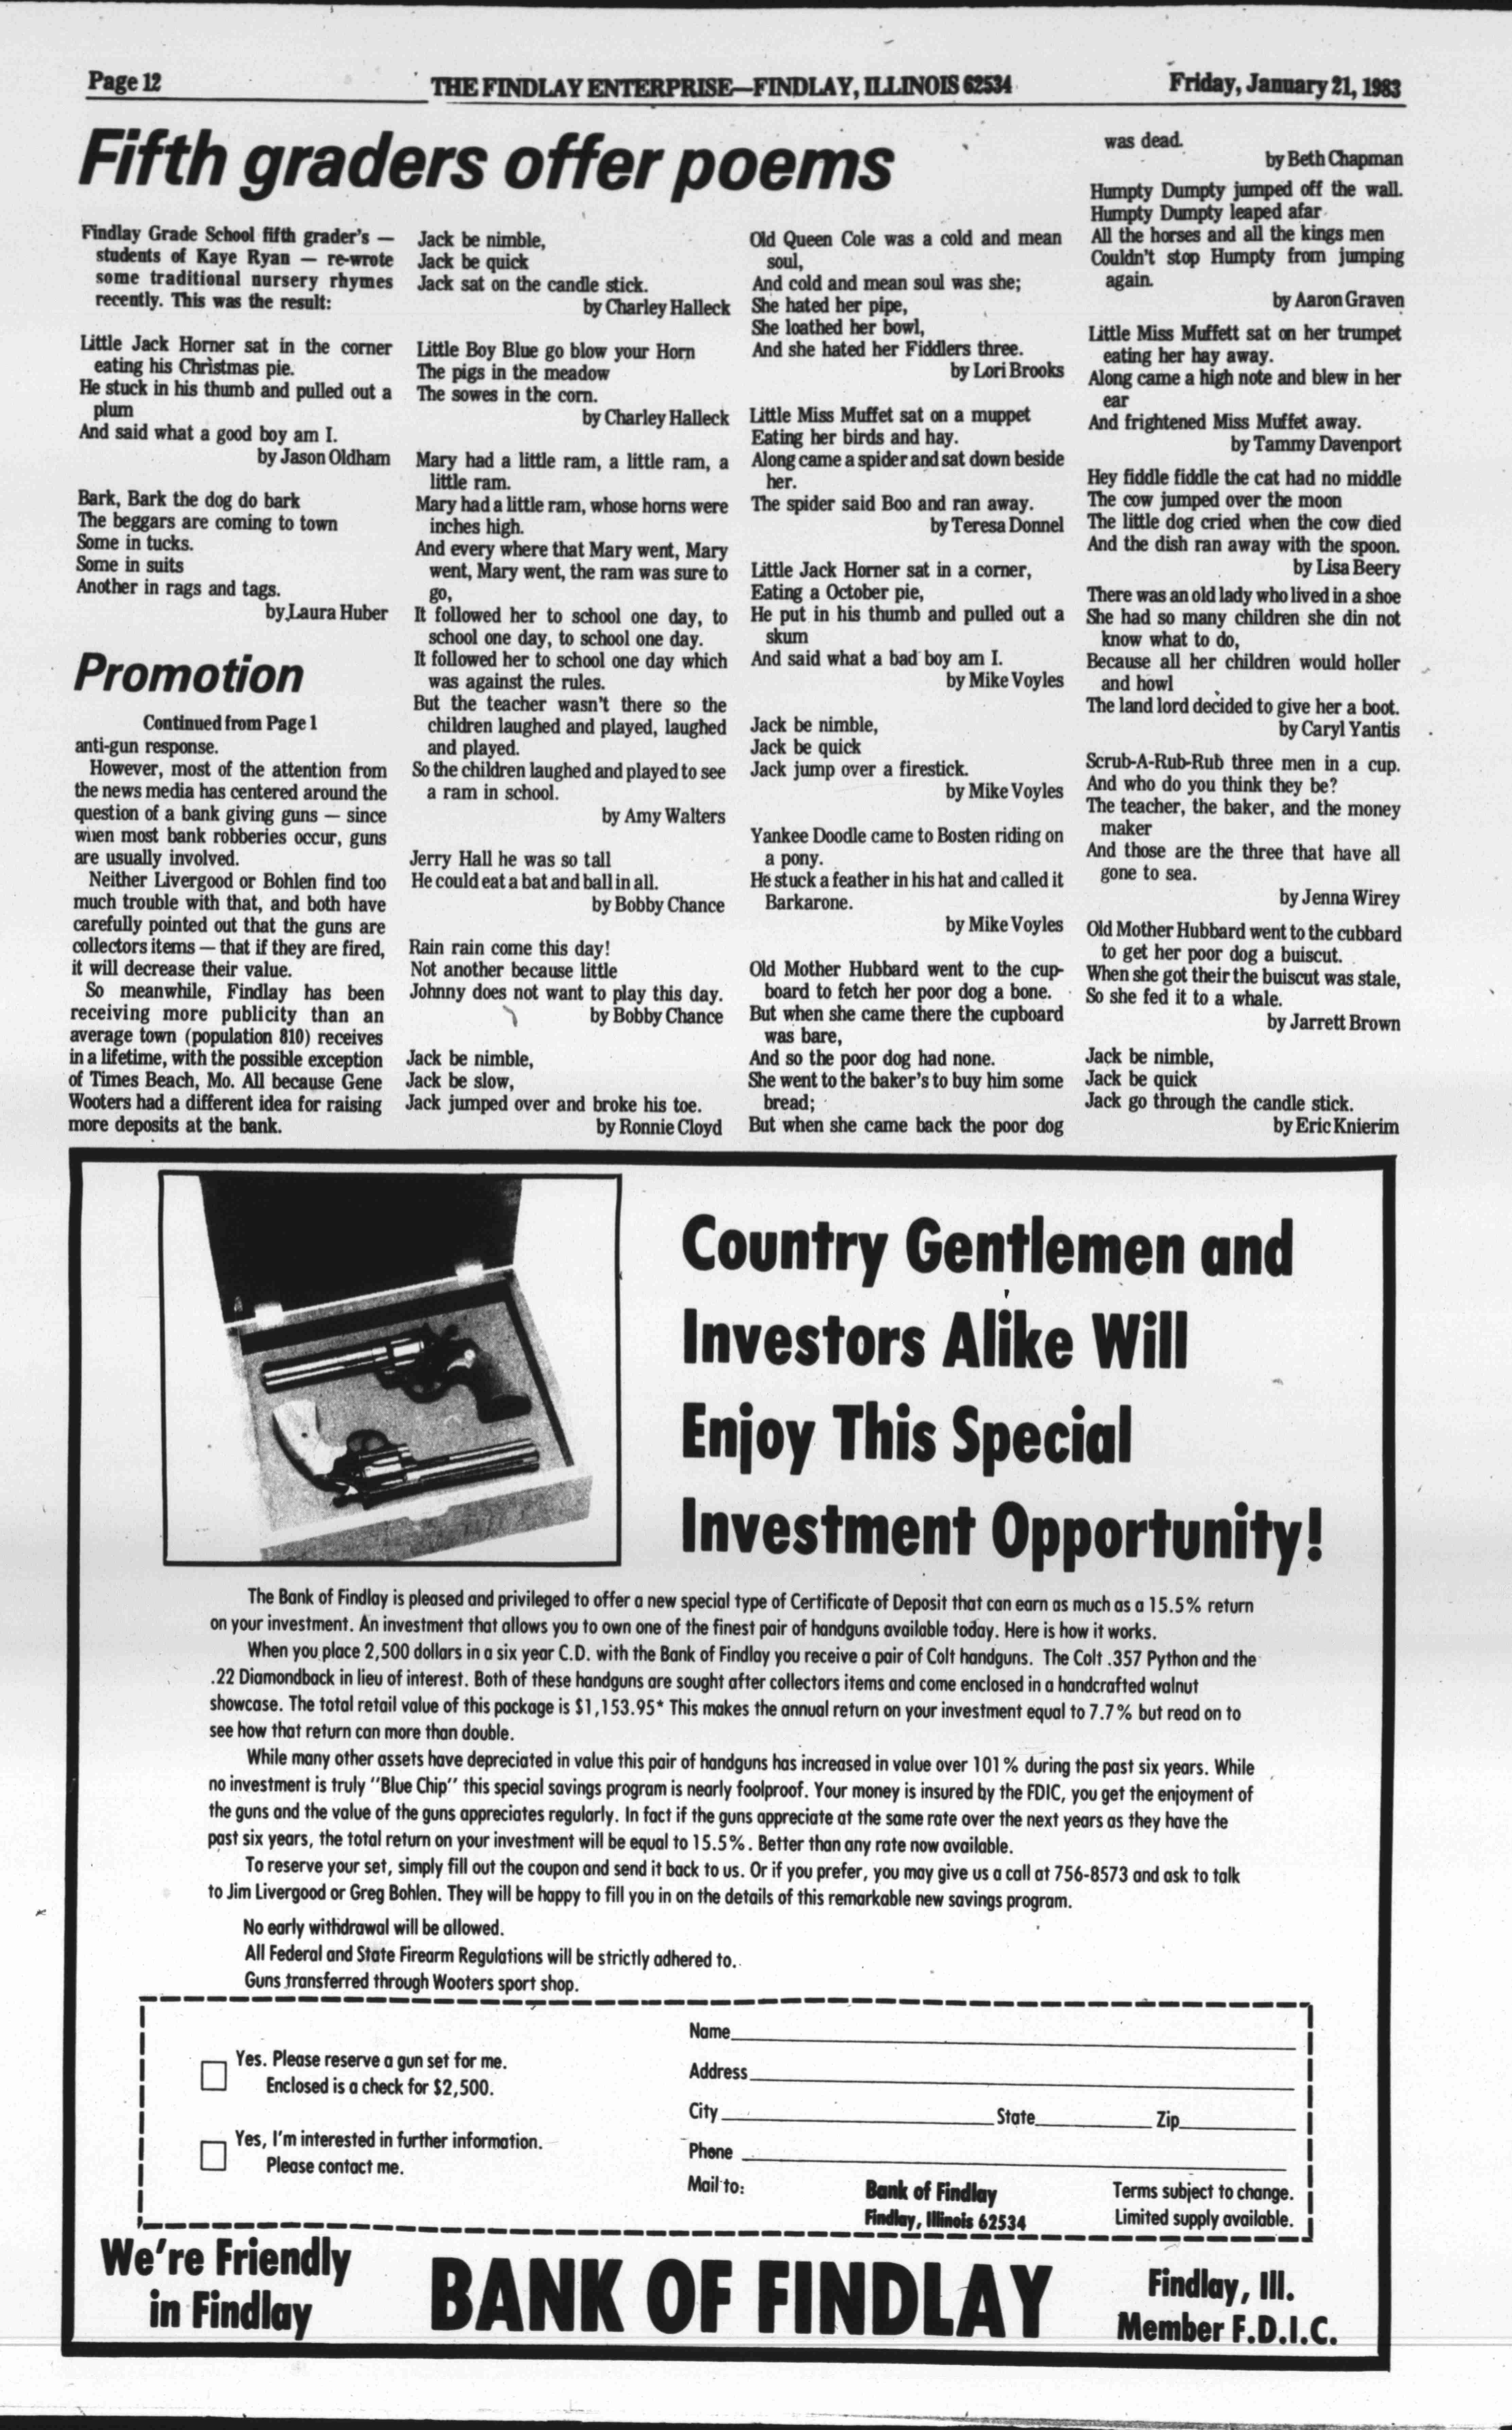 Page 12
THE FINDLAY ENTERPRISE—FINDLAY, ILLINOIS 62534
Friday, January 21, 1983
Fifth graders offer poems
Findlay Grade School fifth grader's —
students of Kaye Ryan — re-wrote
some traditional nursery rhymes
recently. This was the result:
Little Jack Horner sat in the corner
eating his Christmas pie.
He stuck in his thumb and pulled out a
plum
And said what a good boy am I.
by Jason Oldham
Bark, Bark the dog do bark
The beggars are coming to town
Some in tucks.
Some in suits
Another in rags and tags.
by Laura Huber
Promotion
Continued from Page 1
anti-gun response.
However, most of the attention from
the news media has centered around the
question of a bank giving guns — since
when most bank robberies occur, guns
are usually involved.
Neither Livergood or Bohlen find too
much trouble with that, and both have
carefully pointed out that the guns are
collectors items — that if they are fired,
it will decrease their value.
So meanwhile, Findlay has been
receiving more publicity than an
average town (population 810) receives
in a lifetime, with the possible exception
of Times Beach, Mo. All because Gene
Wooters had a different idea for raising
more deposits at the bank.
Jack be nimble,
Jack be quick
Jack sat on the candle stick.
by Charley Halleck
Little Boy Blue go blow your Horn
The pigs in the meadow
The sowes in the corn.
by Charley Halleck
Mary had a little ram, a little ram, a
little ram.
Mary had a little ram, whose horns were
inches high.
And every where that Mary went, Mary
went, Mary went, the ram was sure to
go,
It followed her to school one day, to
school one day, to school one day.
It followed her to school one day which
was against the rules.
But the teacher wasn't there so the
children laughed and played, laughed
and played.
So the children laughed and played to see
a ram in school.
by Amy Walters
Jerry Hall he was so tall
He could eat a bat and ball in all.
by Bobby Chance
Rain rain come this day!
Not another because little
Johnny does not want to play this day.
by Bobby Chance
Jack be nimble,
Jack be slow,
Jack jumped over and broke his toe.
by Ronnie Cloyd
Old Queen Cole was a cold and mean
soul,
And cold and mean soul was she;
She hated her pipe,
She loathed her bowl,
And she hated her Fiddlers three.
by Lori Brooks
Little Miss Muffet sat on a muppet
Eating her birds and hay.
Along came a spider and sat down beside
her.
The spider said Boo and ran away.
by Teresa Donnel
Little Jack Horner sat in a corner,
Eating a October pie,
He put in his thumb and pulled out a
skum
And said what a bad boy am I.
by Mike Voyles
Jack be nimble,
Jack be quick
Jack jump over a firestick.
by Mike Voyles
Yankee Doodle came to Bosten riding on
a pony.
He stuck a feather in his hat and called it
Barkarone.
by Mike Voyles
Old Mother Hubbard went to the cup-
board to fetch her poor dog a bone.
But when she came there the cupboard
was bare,
And so the poor dog had none.
She went to the baker's to buy him some
bread;
But when she came back the poor dog
was dead.
by Beth Chapman
Humpty Dumpty jumped off the wall.
Humpty Dumpty leaped afar
All the horses and all the kings men
Couldn't stop Humpty from jumping
again.
by Aaron Graven
Little Miss Muffett sat on her trumpet
eating her hay away.
Along came a high note and blew in her
ear
And frightened Miss Muffet away.
by Tammy Davenport
Hey fiddle fiddle the cat had no middle
The cow jumped over the moon
The little dog cried when the cow died
And the dish ran away with the spoon.
by Lisa Beery
There was an old lady who lived in a shoe
She had so many children she din not
know what to do,
Because all her children would holler
and howl
The land lord decided to give her a boot.
by Caryl Yantis
Scrub-A-Rub-Rub three men in a cup.
And who do you think they be?
The teacher, the baker, and the money
maker
And those are the three that have all
gone to sea.
by Jenna Wirey
Old Mother Hubbard went to the cubbard
to get her poor dog a buiscut.
When she got their the buiscut was stale,
So she fed it to a whale.
by Jarrett Brown
Jack be nimble,
Jack be quick
Jack go through the candle stick.
by Eric Knierim
Country Gentlemen and
Investors Alike Will
Enjoy This Special
Investment Opportunity!
The Bank of Findlay is pleased and privileged to offer a new special type of Certificate of Deposit that can earn as much as a 15.5% return
on your investment. An investment that allows you to own one of the finest pair of handguns available today. Here is how it works.
When you place 2,500 dollars in a six year C.D. with the Bank of Findlay you receive a pair of Colt handguns. The Colt .357 Python and the
.22 Diamondback in lieu of interest. Both of these handguns are sought after collectors items and come enclosed in a handcrafted walnut
showcase. The total retail value of this package is $1,153.95* This makes the annual return on your investment equal to 7.7% but read on to
see how that return can more than double.
While many other assets have depreciated in value this pair of handguns has increased in value over 101% during the past six years. While
no investment is truly "Blue Chip" this special savings program is nearly foolproof. Your money is insured by the FDIC, you get the enjoyment of
the guns and the value of the guns appreciates regularly. In fact if the guns appreciate at the same rate over the next years as they have the
past six years, the total return on your investment will be equal to 15.5%. Better than any rate now available.
To reserve your set, simply fill out the coupon and send it back to us. Or if you prefer, you may give us a call at 756-8573 and ask to talk
to Jim Livergood or Greg Bohlen. They will be happy to fill you in on the details of this remarkable new savings program.
No early withdrawal will be allowed.
All Federal and State Firearm Regulations will be strictly adhered to.
Guns transferred through Wooters sport shop.
Yes. Please reserve a gun set for me.
Enclosed is a check for $2,500.
Yes, I'm interested in further information.
Please contact me.
Name
Address
City State Zip
Phone
Mail to:
Bank of Findlay
Findlay, Illinois 62534
Terms subject to change.
Limited supply available.
We're Friendly
in Findlay
BANK OF FINDLAY
Findlay, Ill.
Member F.D.I.C.